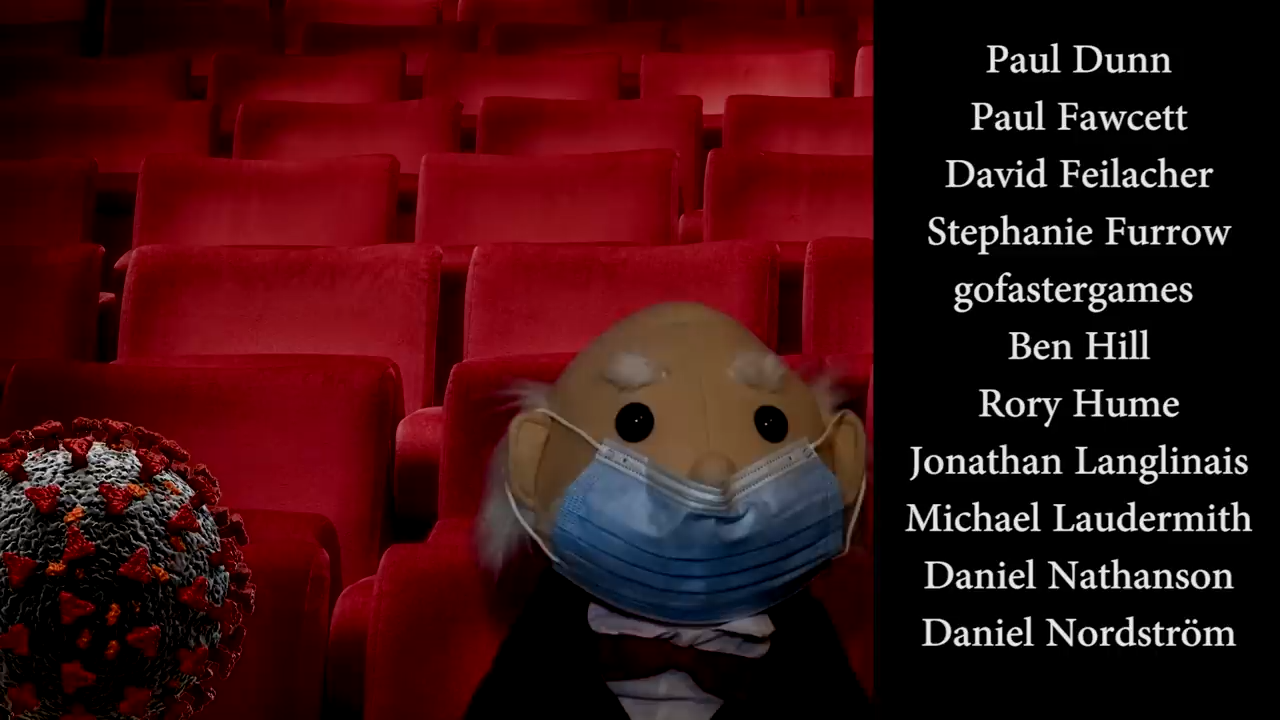 Paul Dunn
Paul Fawcett
David Feilacher
Stephanie Furrow
gofastergames
Ben Hill
Rory Hume
Jonathan Langlinais
Michael Laudermith
Daniel Nathanson
Daniel Nordström